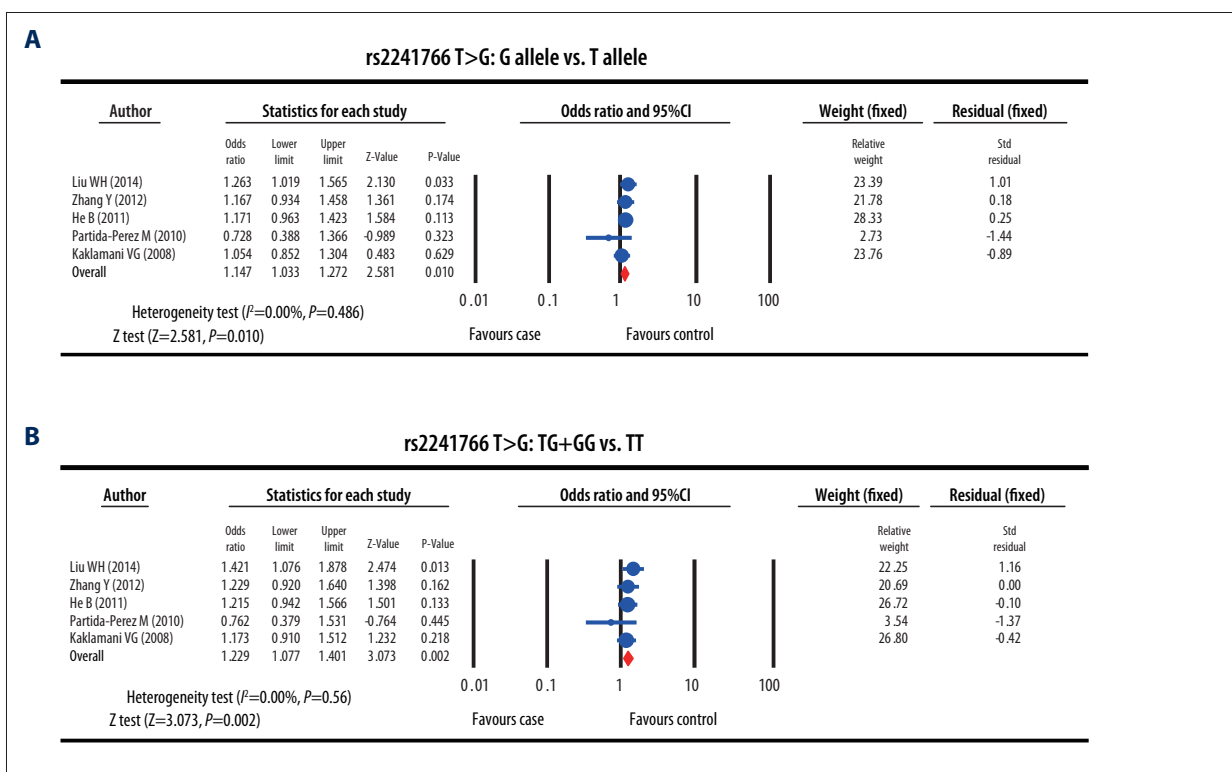 A
rs2241766 T>G: G allele vs. T allele
Author Statistics for each study Odds ratio and 95%CI Weight (fixed) Residual (fixed)
Odds ratio Lower limit Upper limit Z-Value P-Value Relative weight Std residual
Liu WH (2014) 1.263 1.019 1.565 2.130 0.033 23.39 1.01
Zhang Y (2012) 1.167 0.934 1.458 1.361 0.174 21.78 0.18
He B (2011) 1.171 0.963 1.423 1.584 0.113 28.33 0.25
Partida-Perez M (2010) 0.728 0.388 1.366 -0.989 0.323 2.73 -1.44
Kaklamani VG (2008) 1.054 0.852 1.304 0.483 0.629 23.76 -0.89
Overall 1.147 1.033 1.272 2.581 0.010
0.01 0.1 1 10 100
Heterogeneity test (I²=0.00%, P=0.486)
Z test (Z=2.581, P=0.010) Favours case Favours control
B
rs2241766 T>G: TG+GG vs. TT
Author Statistics for each study Odds ratio and 95%CI Weight (fixed) Residual (fixed)
Odds ratio Lower limit Upper limit Z-Value P-Value Relative weight Std residual
Liu WH (2014) 1.421 1.076 1.878 2.474 0.013 22.25 1.16
Zhang Y (2012) 1.229 0.920 1.640 1.398 0.162 20.69 0.00
He B (2011) 1.215 0.942 1.566 1.501 0.133 26.72 -0.10
Partida-Perez M (2010) 0.762 0.379 1.531 -0.764 0.445 3.54 -1.37
Kaklamani VG (2008) 1.173 0.910 1.512 1.232 0.218 26.80 -0.42
Overall 1.229 1.077 1.401 3.073 0.002
0.01 0.1 1 10 100
Heterogeneity test (I²=0.00%, P=0.56)
Z test (Z=3.073, P=0.002) Favours case Favours control